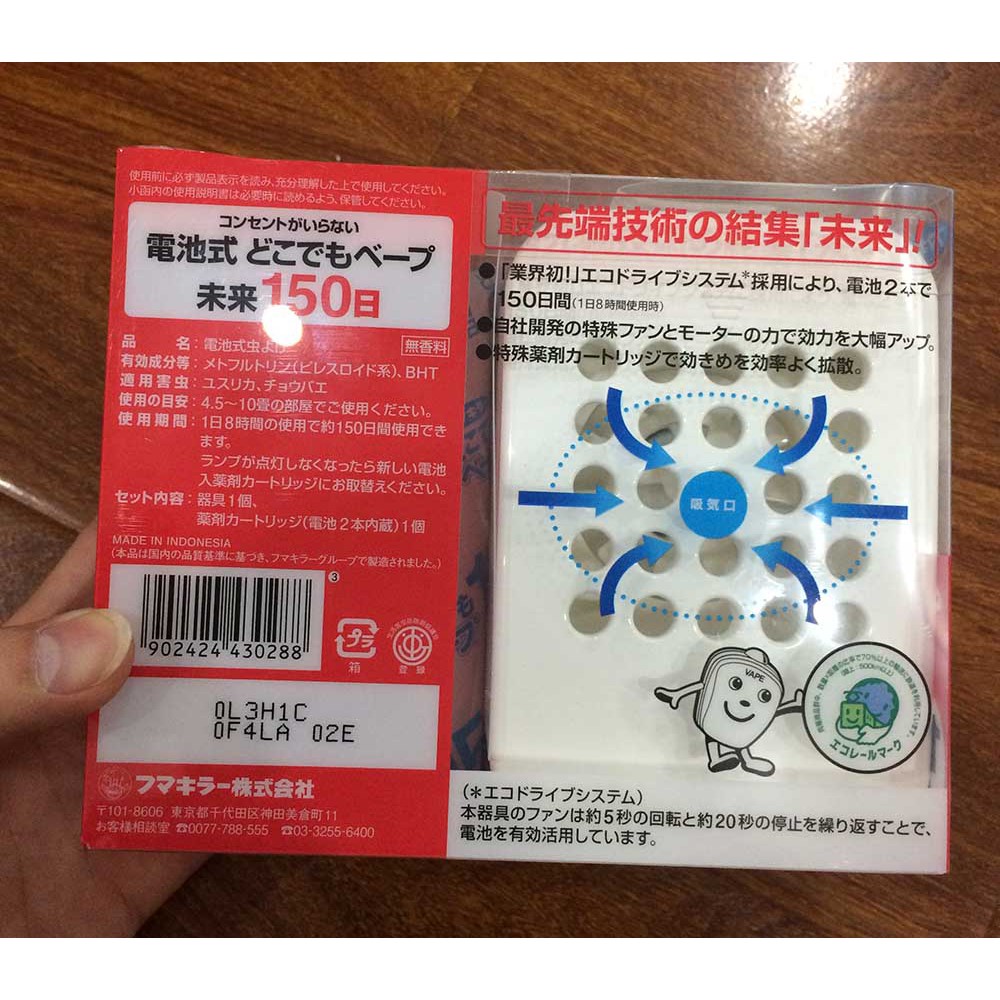 使用前に必ず製品表示を読み、充分理解した上で使用してください。
小函内の使用説明書は必要時に読めるよう、保管してください。
コンセントがいらない
電池式 どこでもベープ
未来 150日
品名:電池式虫よけ
無香料
有効成分等:メトフルトリン(ピレスロイド系)、BHT
適用害虫:ユスリカ、チョウバエ
使用の目安:4.5〜10畳の部屋でご使用ください。
使用期間:1日8時間の使用で約150日間使用でき
ます。
ランプが点灯しなくなったら新しい電池
入薬剤カートリッジにお取替えください。
セット内容:器具1個、
薬剤カートリッジ(電池2本内蔵)1個
MADE IN INDONESIA
(本品は国内の品質基準に基づき、フマキラーグループで製造されました。)
3
902424 430288
プラ
箱
登録
0L3H1C
0F4LA 02E
フマキラー株式会社
〒101-8606 東京都千代田区神田美倉町11
お客様相談室 ☎0077-788-555 ☎03-3255-6400
最先端技術の結集「未来」!
●「業界初!」エコドライブシステム*採用により、電池2本で
150日間(1日8時間使用時)
●自社開発の特殊ファンとモーターの力で効力を大幅アップ。
●特殊薬剤カートリッジで効きめを効率よく拡散。
吸気口
VAPE
エコレールマーク
(*エコドライブシステム)
本器具のファンは約5秒の回転と約20秒の停止を繰り返すことで、
電池を有効活用しています。